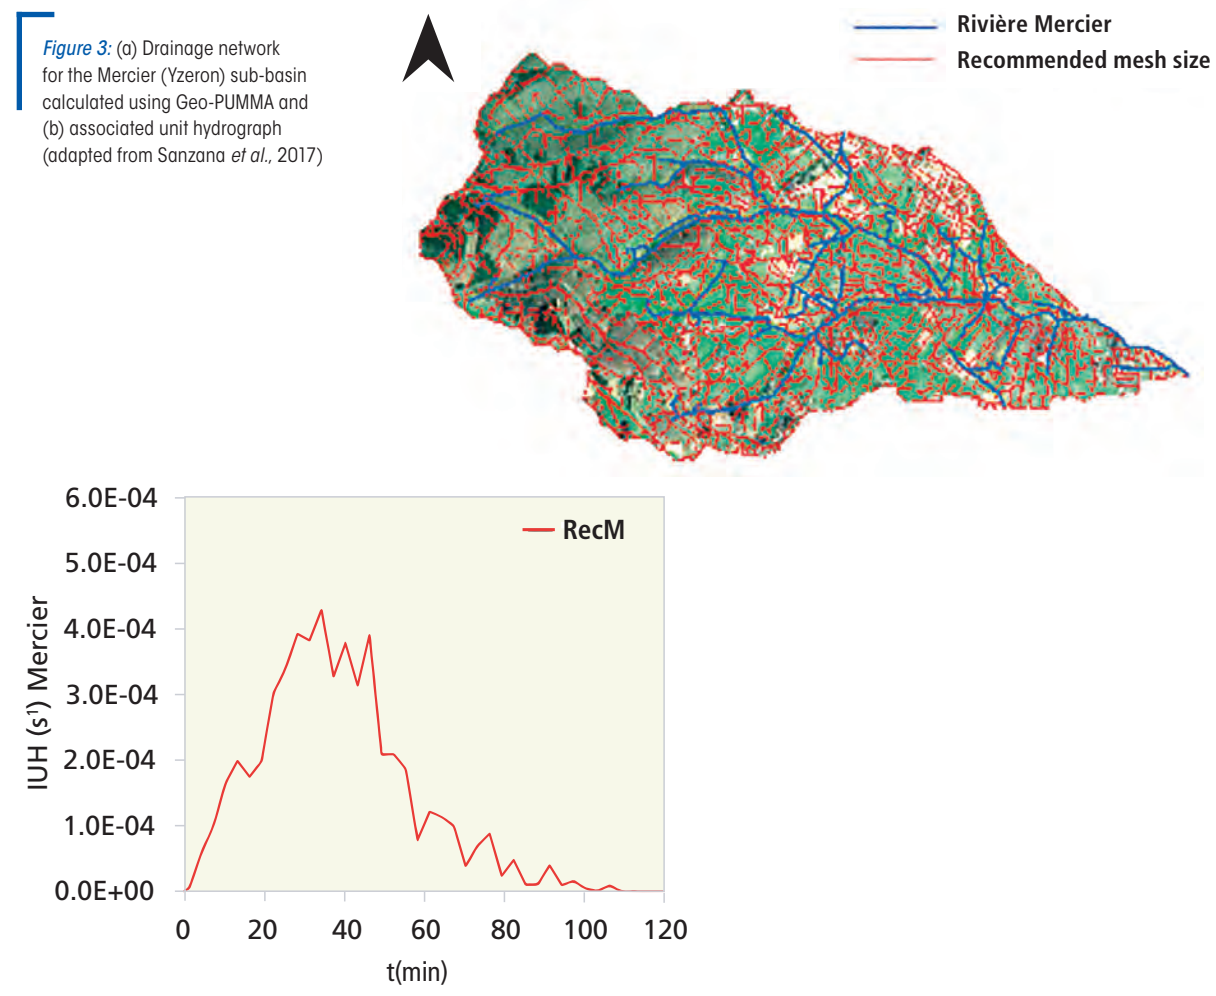 Figure 3: (a) Drainage network
for the Mercier (Yzeron) sub-basin
calculated using Geo-PUMMA and
(b) associated unit hydrograph
(adapted from Sanzana et al., 2017)
Rivière Mercier
Recommended mesh size
6.0E-04
5.0E-04
4.0E-04
3.0E-04
2.0E-04
1.0E-04
0.0E+00
IUH (s¹) Mercier
RecM
0 20 40 60 80 100 120
t(min)